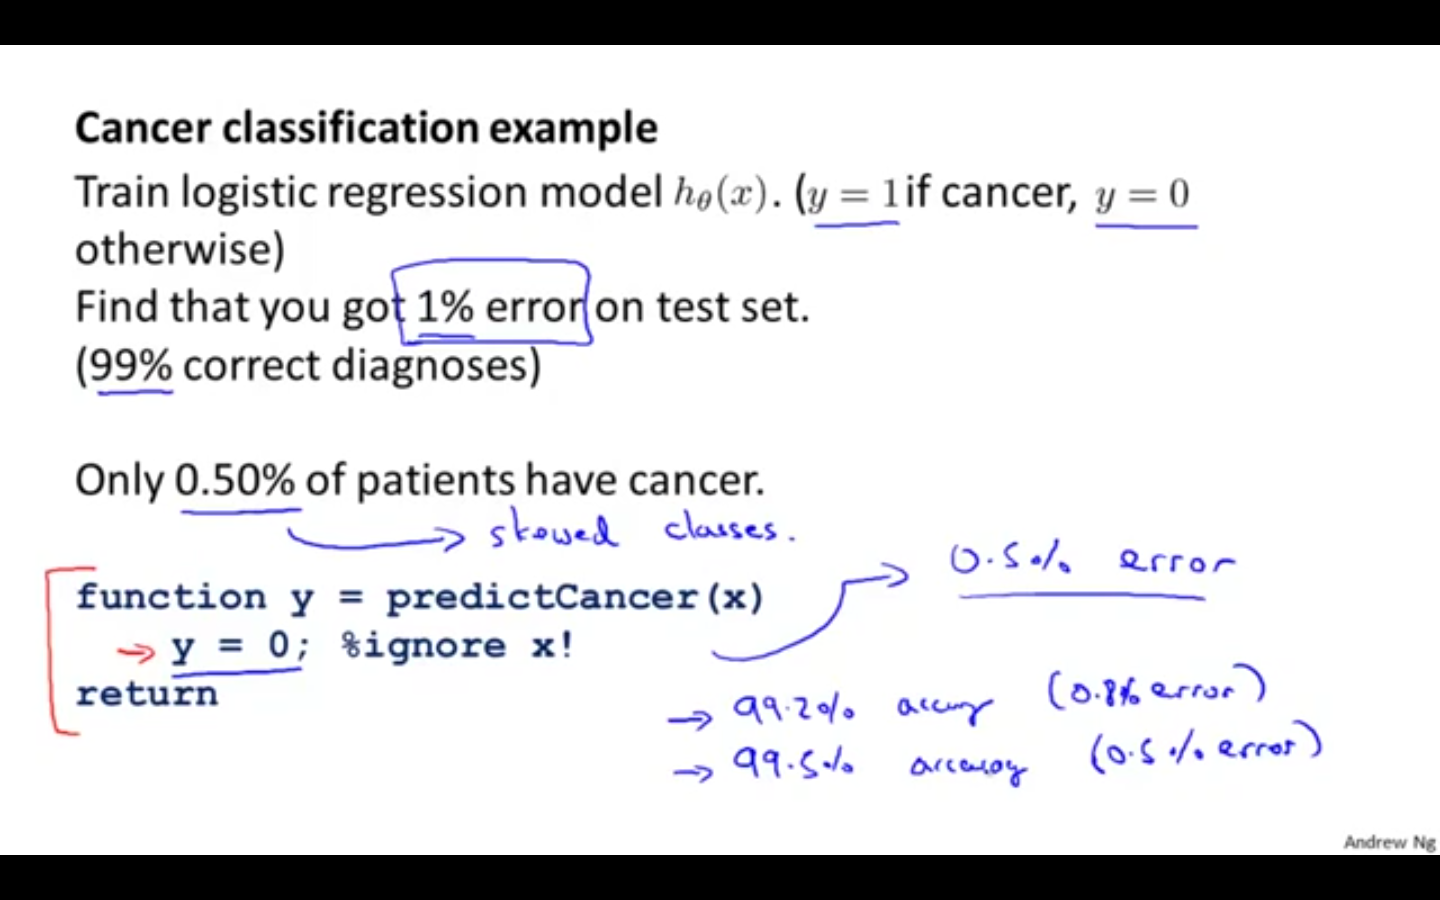 Cancer classification example
Train logistic regression model hθ(x). (y = 1 if cancer, y = 0
otherwise)
Find that you got 1% error on test set.
(99% correct diagnoses)
Only 0.50% of patients have cancer.
skewed classes.
0.5% error
function y = predictCancer(x)
→ y = 0; %ignore x!
return
→ 99.2% accuracy (0.8% error)
→ 99.5% accuracy (0.5% error)
Andrew Ng